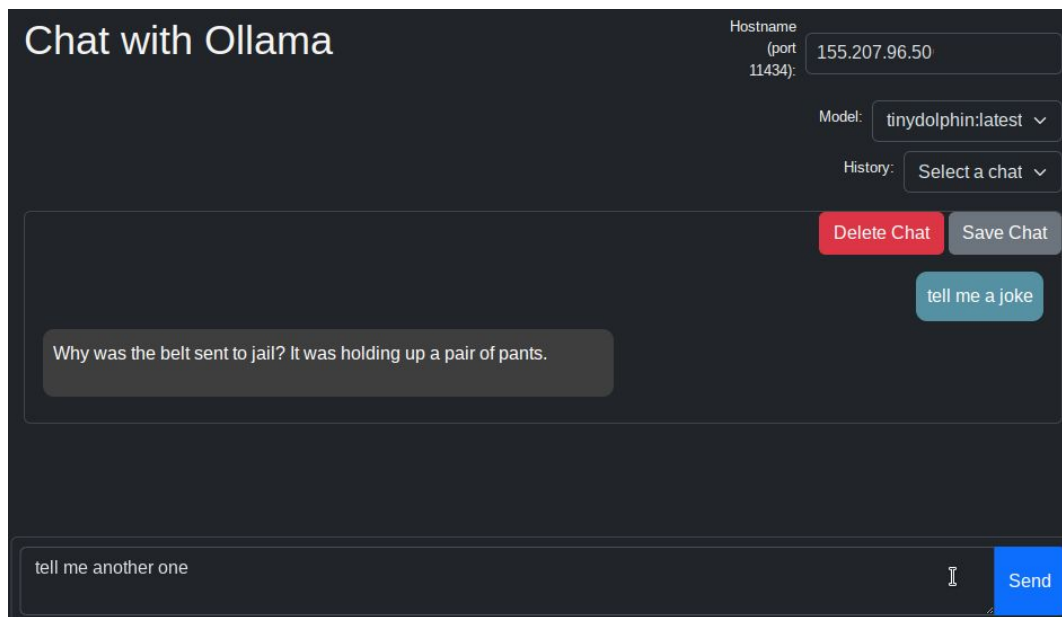 Chat with Ollama
Hostname
(port
11434):
155.207.96.50
Model:
tinydolphin:latest
History:
Select a chat
Delete Chat
Save Chat
tell me a joke
Why was the belt sent to jail? It was holding up a pair of pants.
tell me another one
Send